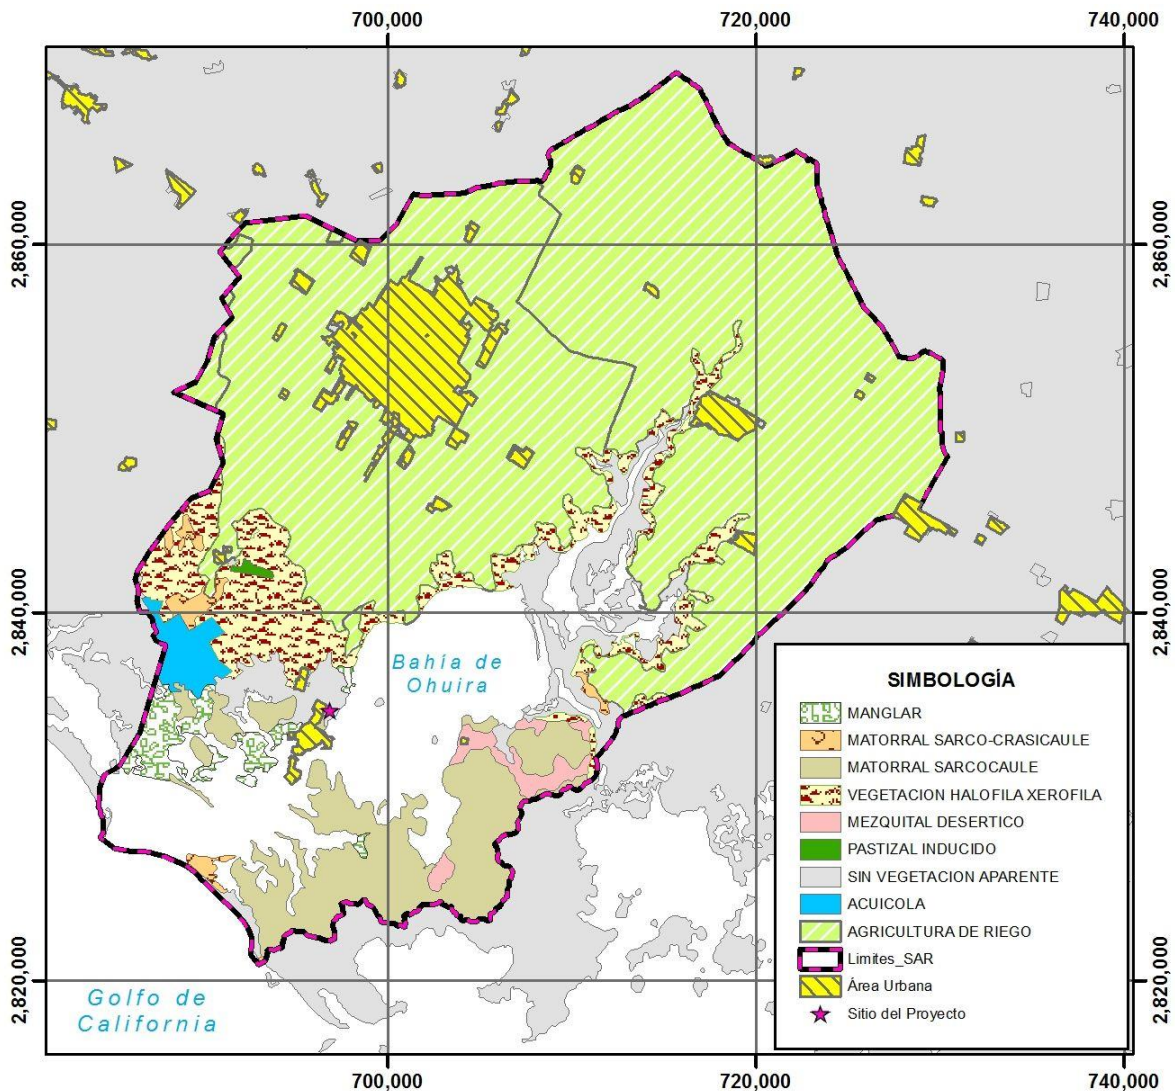 700,000
720,000
740,000
2,860,000
2,860,000
2,840,000
2,840,000
Bahía de
Ohuira
SIMBOLOGÍA
MANGLAR
MATORRAL SARCO-CRASICAULE
MATORRAL SARCOCAULE
VEGETACION HALOFILA XEROFILA
MEZQUITAL DESERTICO
PASTIZAL INDUCIDO
SIN VEGETACION APARENTE
ACUICOLA
AGRICULTURA DE RIEGO
Limites_SAR
Área Urbana
Sitio del Proyecto
2,820,000
2,820,000
Golfo de
California
700,000
720,000
740,000